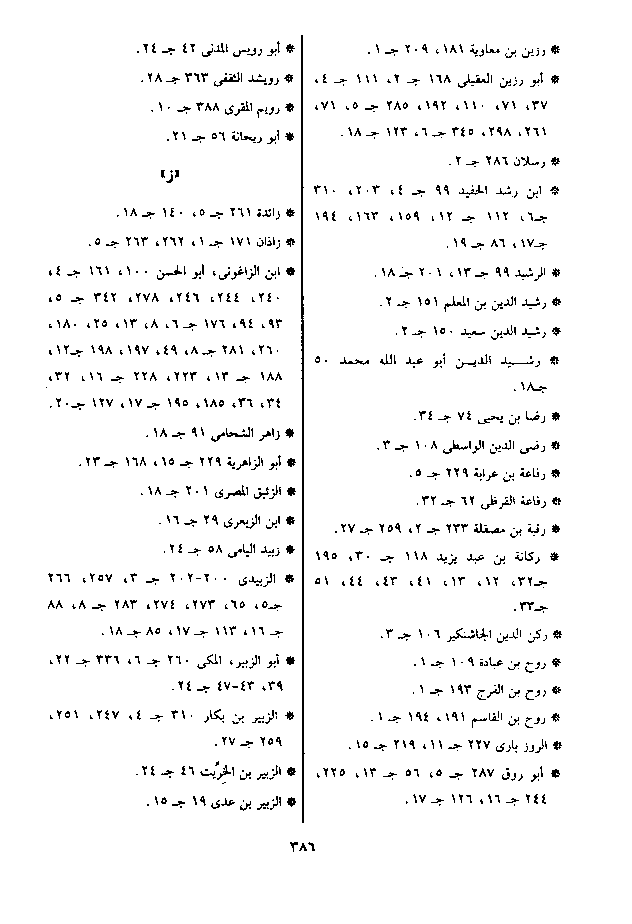 * رزين بن معاوية ١٨١، ٢٠٩ جـ ١.
* أبو رزين العقيلي ١٦٨ جـ ٢، ١١١ جـ ٤،
٣٧، ٧١، ١١٠، ١٩٢، ٢٨٥ جـ ٥، ٧١،
٢٦١، ٢٩٨، ٣٤٥ جـ ٦، ١٢٣ جـ ١٨.
* رسلان ٢٨٦ جـ ٢.
* ابن رشد الحفيد ٩٩ جـ ٤، ٢٠٣، ٣١٠
جـ٦، ١١٢ جـ ١٢، ١٥٩، ١٦٣، ١٩٤
جـ١٧، ٨٦ جـ ١٩.
* الرشيد ٩٩ جـ ١٣، ٢٠١ جـ ١٨.
* رشيد الدين بن المعلم ١٥١ جـ ٢.
* رشيد الدين سعيد ١٥٠ جـ ٢.
* رشـــيد الديــن أبو عبد الله محمد ٥٠
جـ١٨.
* رضا بن يحيى ٧٤ جـ ٣٤.
* رضى الدين الواسطى ١٠٨ جـ ٣.
* رفاعة بن عرابة ٢٢٩ جـ ٥.
* رفاعة القرظى ٦٢ جـ ٣٢.
* رقبة بن مصقلة ٢٣٣ جـ ٢، ٢٥٩ جـ ٢٧.
* ركانة بن عبد يزيد ١١٨ جـ ٣٠، ١٩٥
جـ٣٢، ١٢، ١٣، ٤١، ٤٣، ٤٤، ٥١
جـ٣٣.
* ركن الدين الجاشنكير ١٠٦ جـ ٣.
* روح بن عبادة ١٠٩ جـ ١.
* روح بن الفرج ١٩٣ جـ ١.
* روح بن القاسم ١٩١، ١٩٤ جـ ١.
* الروز بارى ٢٢٧ جـ ١١، ٢١٩ جـ ١٥.
* أبو روق ٢٨٧ جـ ٥، ٥٦ جـ ١٣، ٢٢٥،
٢٤٤ جـ ١٦، ١٢٦ جـ ١٧.
* أبو رويس المدنى ٤٢ جـ ٢٤.
* رويشد الثقفى ٣٦٣ جـ ٢٨.
* رويم المقرى ٣٨٨ جـ ١٠.
* أبو ريحانة ٥٦ جـ ٢١.
«ز»
* زائدة ٢٦١ جـ ٥، ١٤٠ جـ ١٨.
* زاذان ١٧١ جـ ١، ٢٦٢، ٢٦٣ جـ ٥.
* ابن الزاغونى، أبو الحسن ١٠٠، ١٦١ جـ ٤،
٢٤٠، ٢٤٤، ٢٤٦، ٢٧٨، ٣٤٢ جـ ٥،
٩٣، ٩٤، ١٧٦ جـ ٦، ٨، ١٣، ٢٥، ١٨٠،
٢٦٠، ٢٨١ جـ ٨، ٤٩، ١٩٧، ١٩٨ جـ١٢،
١٨٨ جـ ١٣، ٢٢٣، ٢٢٨ جـ ١٦، ٣٢،
٣٤، ٣٦، ١٨٥، ١٩٥ جـ ١٧، ١٢٧ جـ٢٠.
* زاهر الشحامى ٩١ جـ ١٨.
* أبو الزاهرية ٢٢٩ جـ ١٥، ١٦٨ جـ ٢٣.
* الزئبق المصرى ٢٠١ جـ ١٨.
* ابن الزبعرى ٢٩ جـ ١٦.
* زبيد اليامى ٥٨ جـ ٢٤.
* الزبيدى ٢٠٠-٢٠٢ جـ ٣، ٢٥٧، ٢٦٦
جـ٥، ٦٥، ٢٧٣، ٢٧٤، ٢٨٣ جـ ٨، ٨٨
جـ ١٦، ١١٣ جـ ١٧، ٨٥ جـ ١٨.
* أبو الزبير، المكى ٢٦٠ جـ ٦، ٣٣٦ جـ ٢٢،
٣٩، ٤٣-٤٧ جـ ٢٤.
* الزبير بن بكار ٣١٠ جـ ٤، ٢٤٧، ٢٥١،
٢٥٩ جـ ٢٧.
* الزبير بن الخِرِّيت ٤٦ جـ ٢٤.
* الزبير بن عدى ١٩ جـ ١٥.
٣٨٦